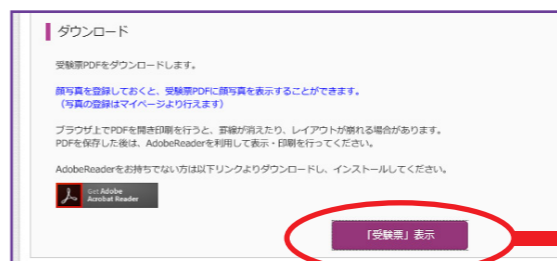 ダウンロード
受験票PDFをダウンロードします。
顔写真を登録しておくと、受験票PDFに顔写真を表示することができます。
（写真の登録はマイページより行えます）
ブラウザ上でPDFを開き印刷を行うと、罫線が消えたり、レイアウトが崩れる場合があります。
PDFを保存した後は、AdobeReaderを利用して表示・印刷を行ってください。
AdobeReaderをお持ちでない方は以下リンクよりダウンロードし、インストールしてください。
Get Adobe
Acrobat Reader
「受験票」表示